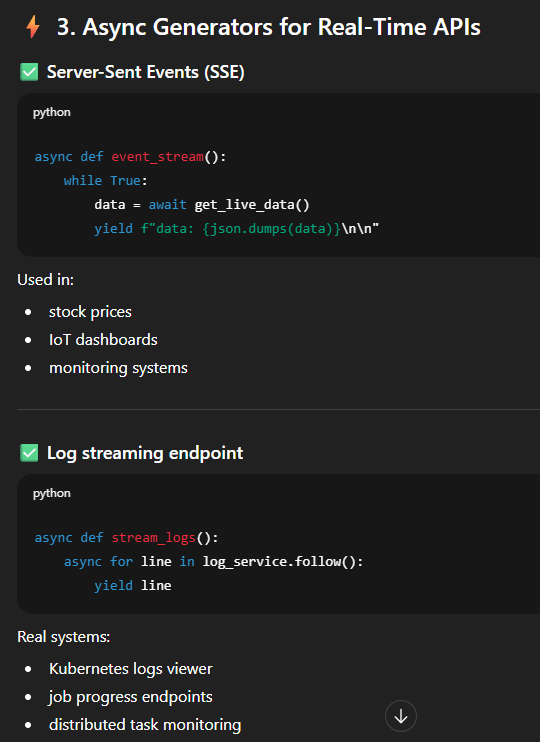 ⚡ 3. Async Generators for Real-Time APIs
✅ Server-Sent Events (SSE)
python
async def event_stream():
    while True:
        data = await get_live_data()
        yield f"data: {json.dumps(data)}\n\n"
Used in:
• stock prices
• IoT dashboards
• monitoring systems
✅ Log streaming endpoint
python
async def stream_logs():
    async for line in log_service.follow():
        yield line
Real systems:
• Kubernetes logs viewer
• job progress endpoints
• distributed task monitoring